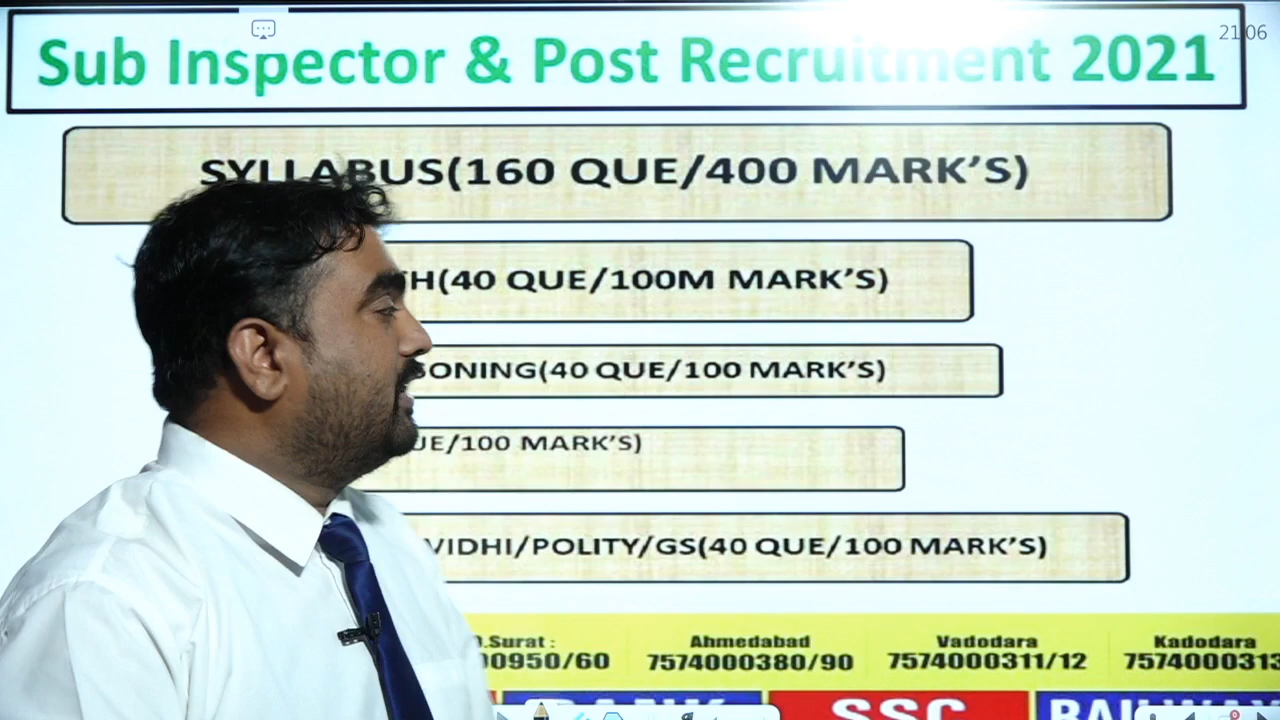 21:06
Sub Inspector & Post Recruitment 2021
SYLLABUS(160 QUE/400 MARK'S)
H(40 QUE/100M MARK'S)
SONING(40 QUE/100 MARK'S)
UE/100 MARK'S)
VIDHI/POLITY/GS(40 QUE/100 MARK'S)
.Surat :
Ahmedabad
Vadodara
Kadodara
00950/60
7574000380/90
7574000311/12
7574000313
BANK
SSC
RAILWAY